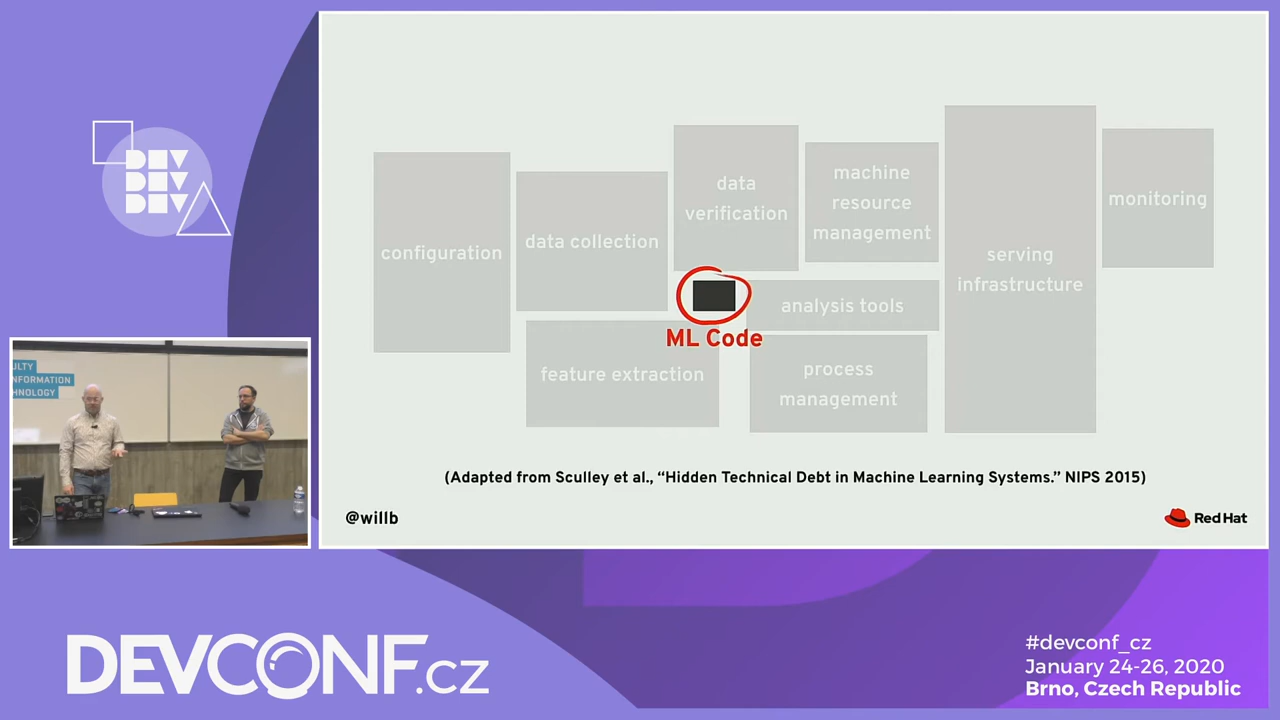 DEV
DEV
DEV
configuration
data collection
data
verification
machine
resource
management
serving
infrastructure
monitoring
analysis tools
ML Code
feature extraction
process
management
(Adapted from Sculley et al., “Hidden Technical Debt in Machine Learning Systems.” NIPS 2015)
@willb
Red Hat
ULTY
NFORMATION
HNOLOGY
DEVCONF.cz
#devconf_cz
January 24-26, 2020
Brno, Czech Republic